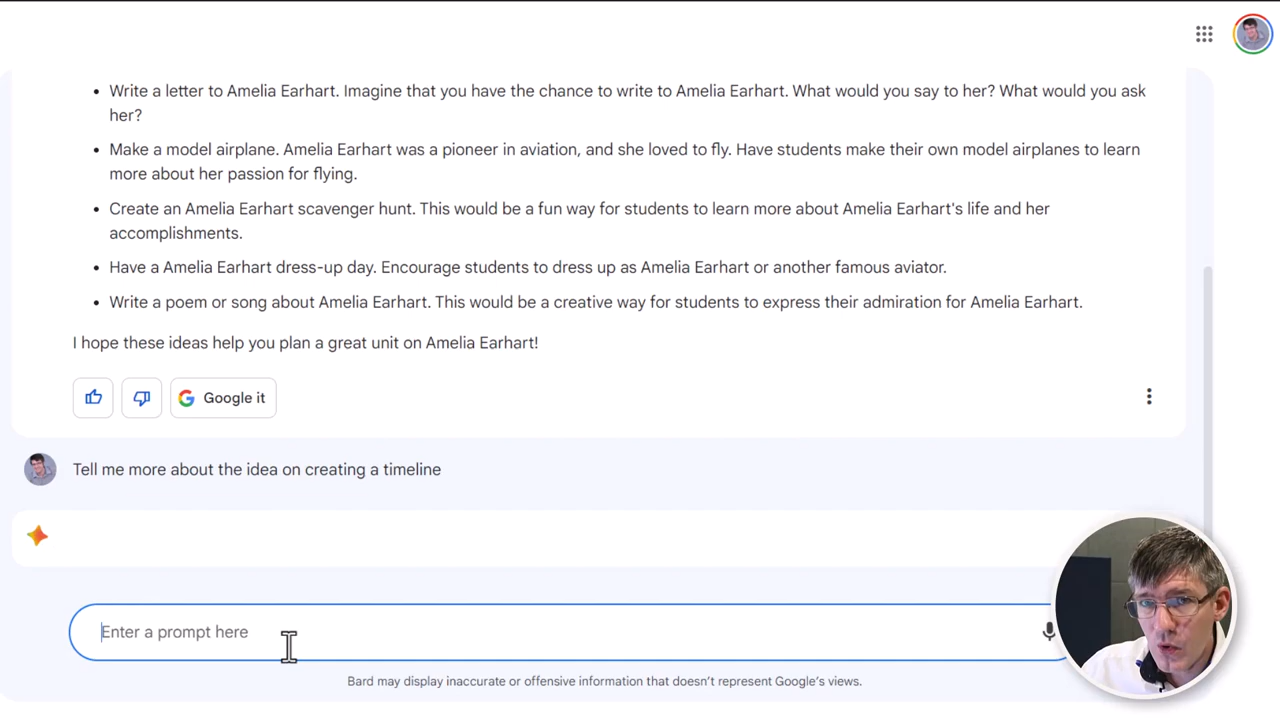 Write a letter to Amelia Earhart. Imagine that you have the chance to write to Amelia Earhart. What would you say to her? What would you ask
her?
Make a model airplane. Amelia Earhart was a pioneer in aviation, and she loved to fly. Have students make their own model airplanes to learn
more about her passion for flying.
Create an Amelia Earhart scavenger hunt. This would be a fun way for students to learn more about Amelia Earhart's life and her
accomplishments.
Have a Amelia Earhart dress-up day. Encourage students to dress up as Amelia Earhart or another famous aviator.
Write a poem or song about Amelia Earhart. This would be a creative way for students to express their admiration for Amelia Earhart.
I hope these ideas help you plan a great unit on Amelia Earhart!
Google it
Tell me more about the idea on creating a timeline
Enter a prompt here
Bard may display inaccurate or offensive information that doesn't represent Google's views.